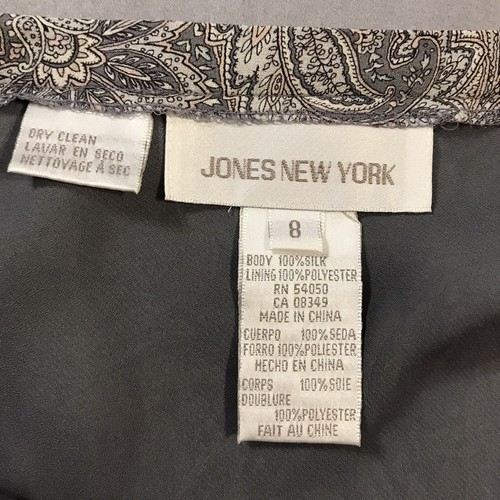 DRY CLEAN
LAVAR EN SECO
NETTOYAGE A SEC
JONES NEW YORK
8
BODY 100%SILK
LINING 100%POLYESTER
RN 54050
CA 08349
MADE IN CHINA
CUERPO 100%SEDA
FORRO 100%POLIESTER
HECHO EN CHINA
CORPS 100%SOIE
DOUBLURE
100%POLYESTER
FAIT AU CHINE